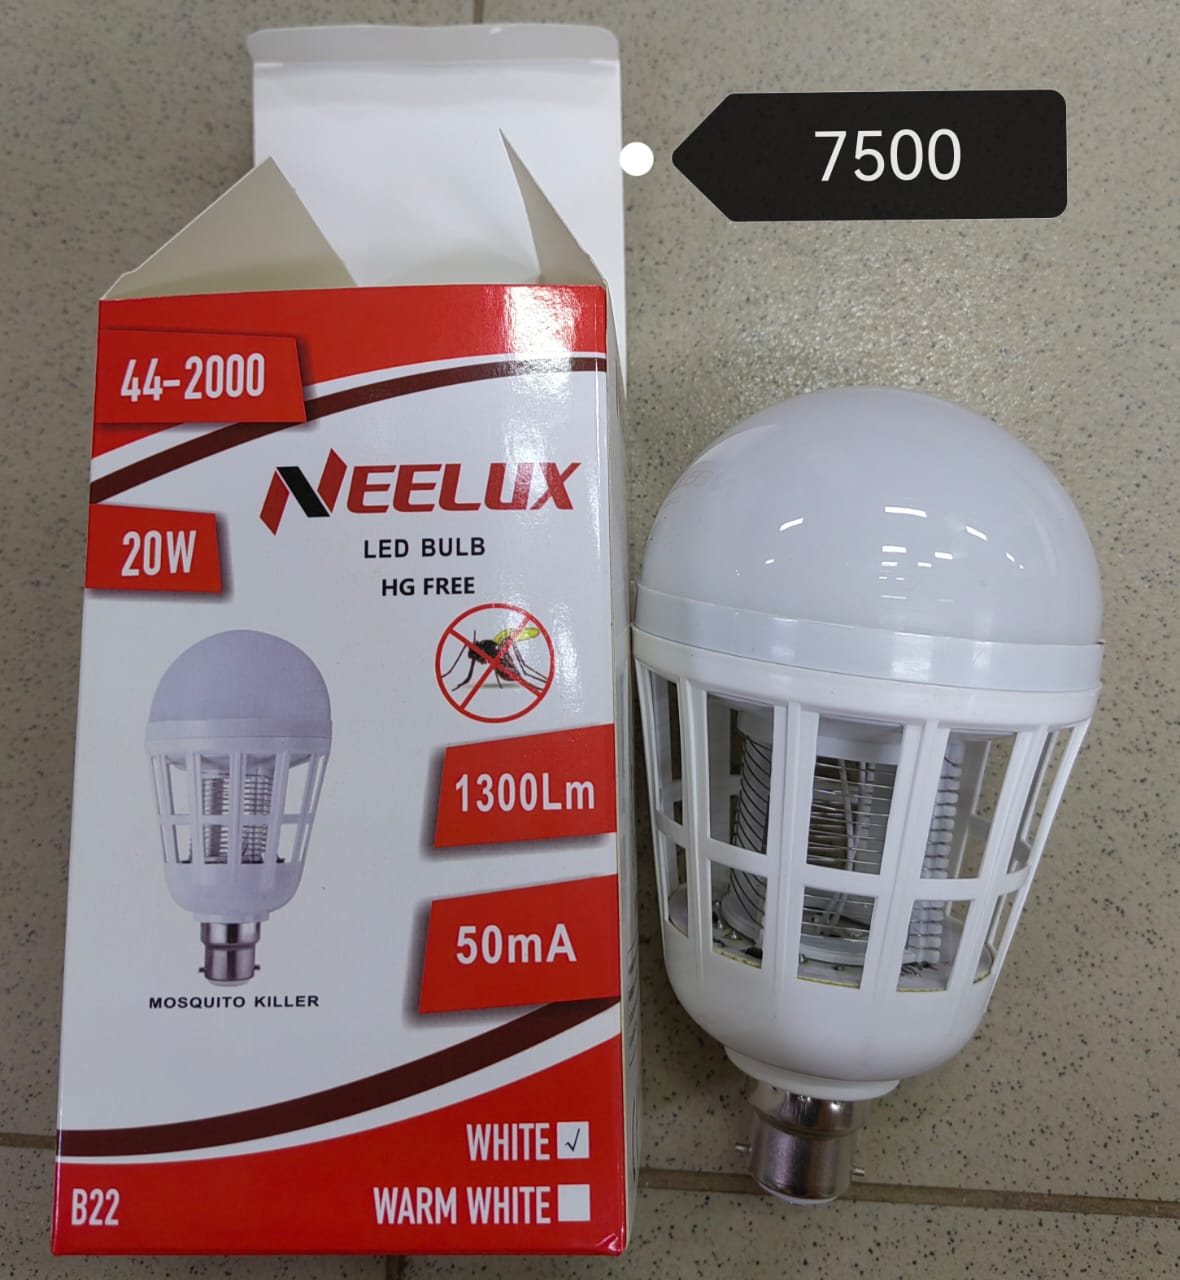 7500
44-2000
NEELUX
20W
LED BULB
HG FREE
1300Lm
50mA
MOSQUITO KILLER
WHITE √
B22
WARM WHITE